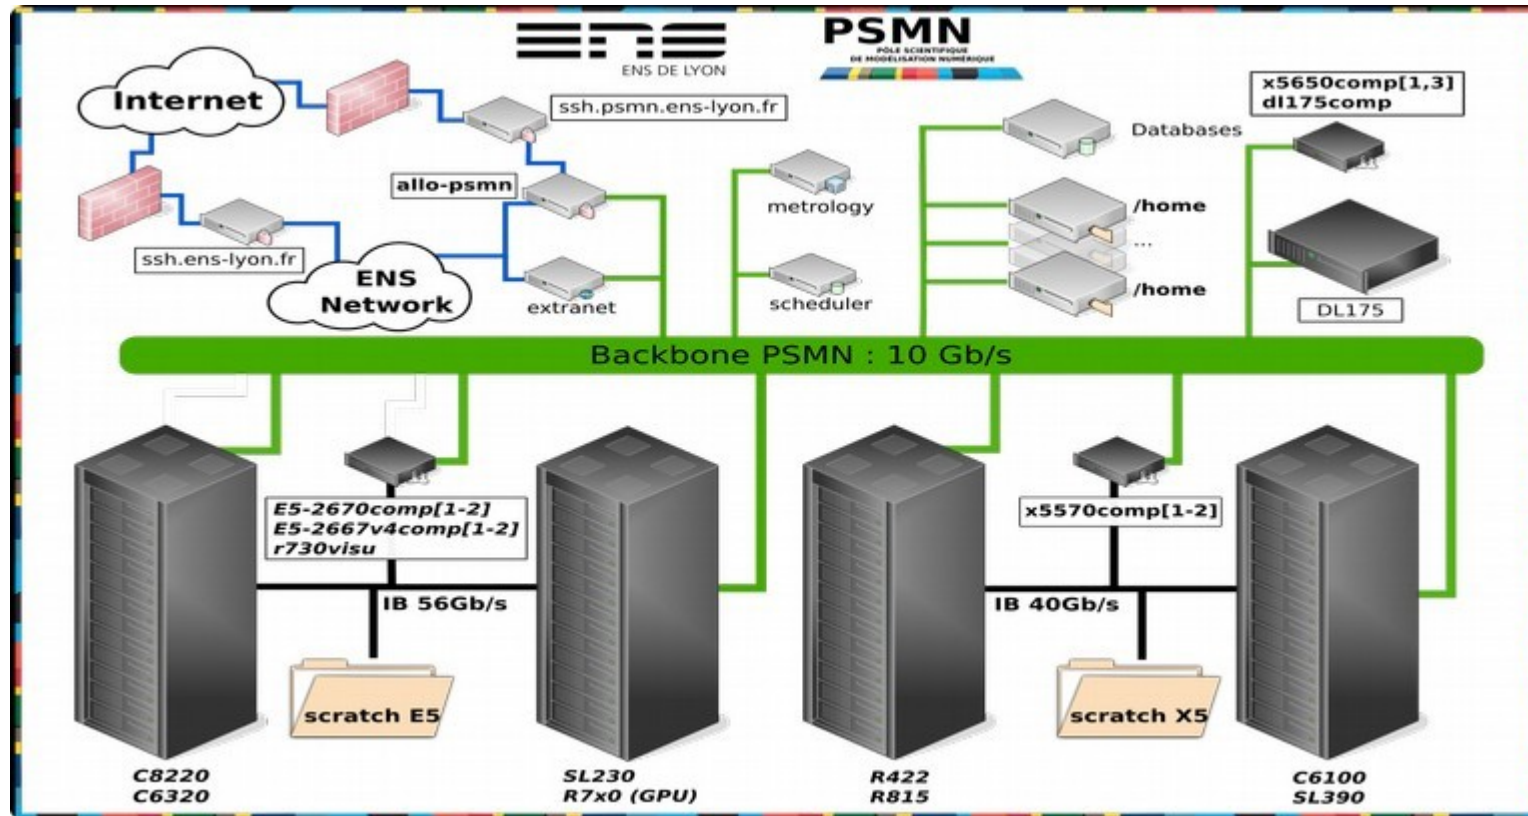 ENS
ENS DE LYON
PSMN
PÔLE SCIENTIFIQUE
DE MODÉLISATION NUMÉRIQUE
Internet
ssh.psmn.ens-lyon.fr
x5650comp[1,3]
dl175comp
Databases
allo-psmn
metrology
/home
...
ssh.ens-lyon.fr
ENS
Network
extranet
scheduler
/home
DL175
Backbone PSMN : 10 Gb/s
E5-2670comp[1-2]
E5-2667v4comp[1-2]
r730visu
x5570comp[1-2]
IB 56Gb/s
IB 40Gb/s
scratch E5
scratch X5
C8220
C6320
SL230
R7x0 (GPU)
R422
R815
C6100
SL390